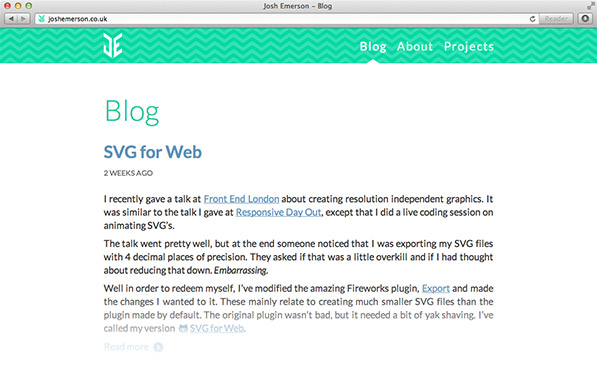 Josh Emerson – Blog
joshemerson.co.uk
Reader
JE
Blog About Projects
Blog
SVG for Web
2 WEEKS AGO
I recently gave a talk at Front End London about creating resolution independent graphics. It
was similar to the talk I gave at Responsive Day Out, except that I did a live coding session on
animating SVG's.
The talk went pretty well, but at the end someone noticed that I was exporting my SVG files
with 4 decimal places of precision. They asked if that was a little overkill and if I had thought
about reducing that down. Embarrassing.
Well in order to redeem myself, I've modified the amazing Fireworks plugin, Export and made
the changes I wanted to it. These mainly relate to creating much smaller SVG files than the
plugin made by default. The original plugin wasn't bad, but it needed a bit of yak shaving. I've
called my version SVG for Web.
Read more